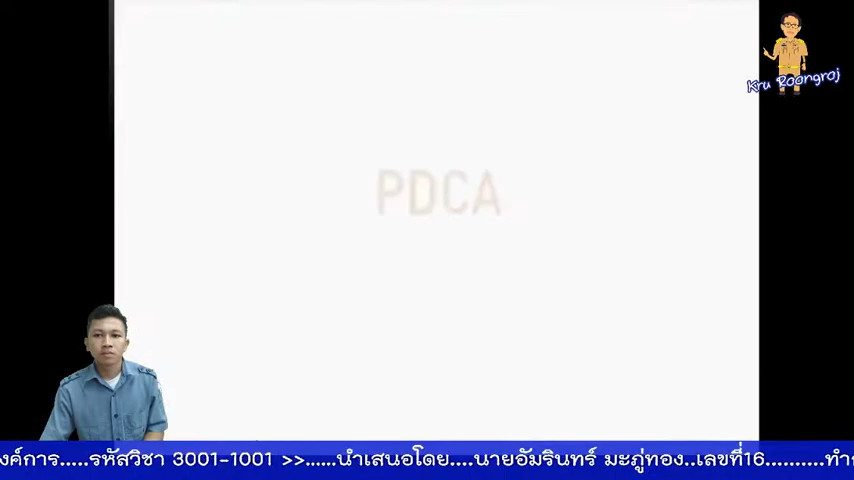 Kru Roongroj
PDCA
งค์การ.....รหัสวิชา 3001-1001 >>......นำเสนอโดย....นายอัมรินทร์ มะภู่ทอง..เลขที่16..........ทำก